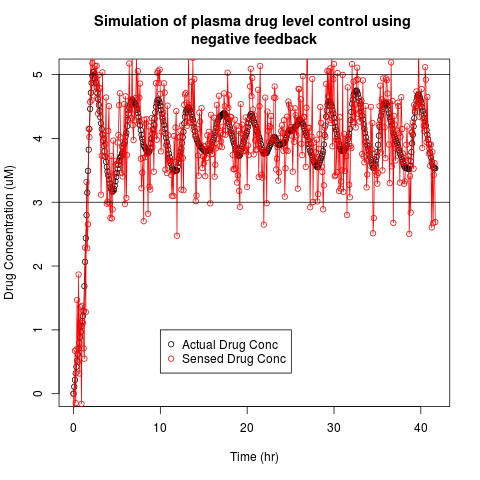 Simulation of plasma drug level control using
negative feedback
Drug Concentration (uM)
5
4
3
2
1
0
Actual Drug Conc
Sensed Drug Conc
0 10 20 30 40
Time (hr)